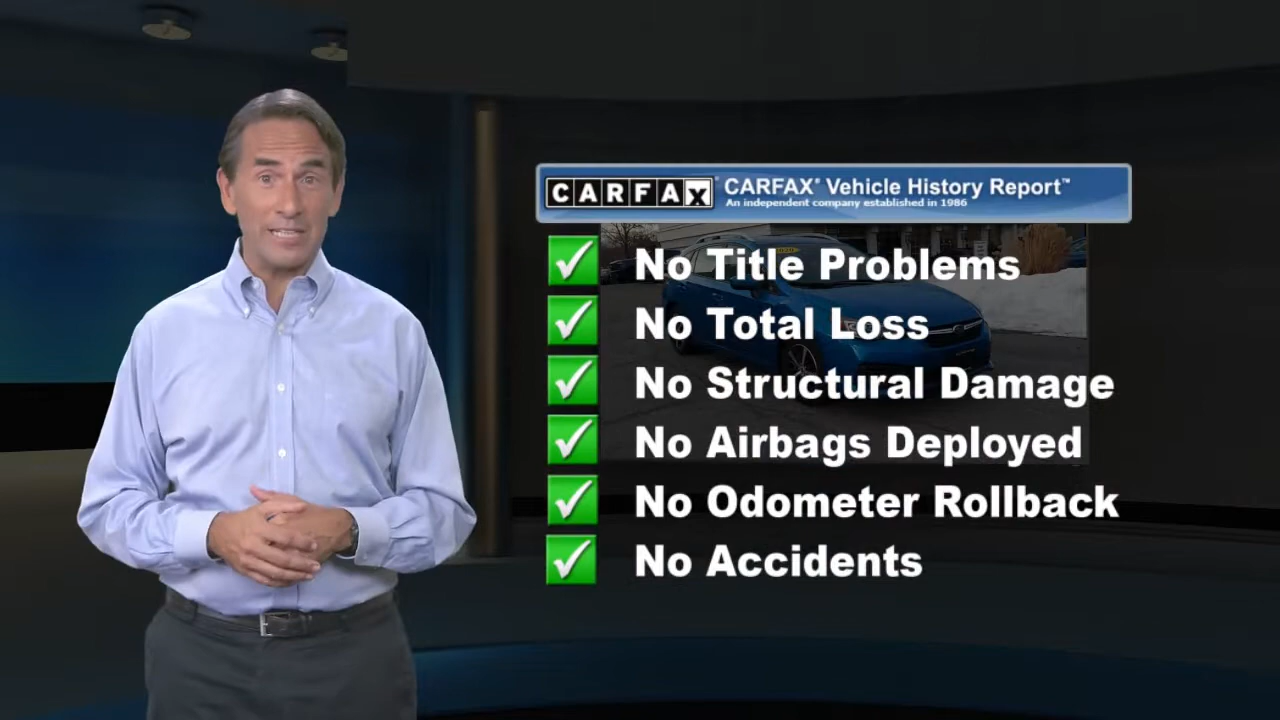 CARFAX® CARFAX® Vehicle History Report™
An independent company established in 1986
No Title Problems
No Total Loss
No Structural Damage
No Airbags Deployed
No Odometer Rollback
No Accidents